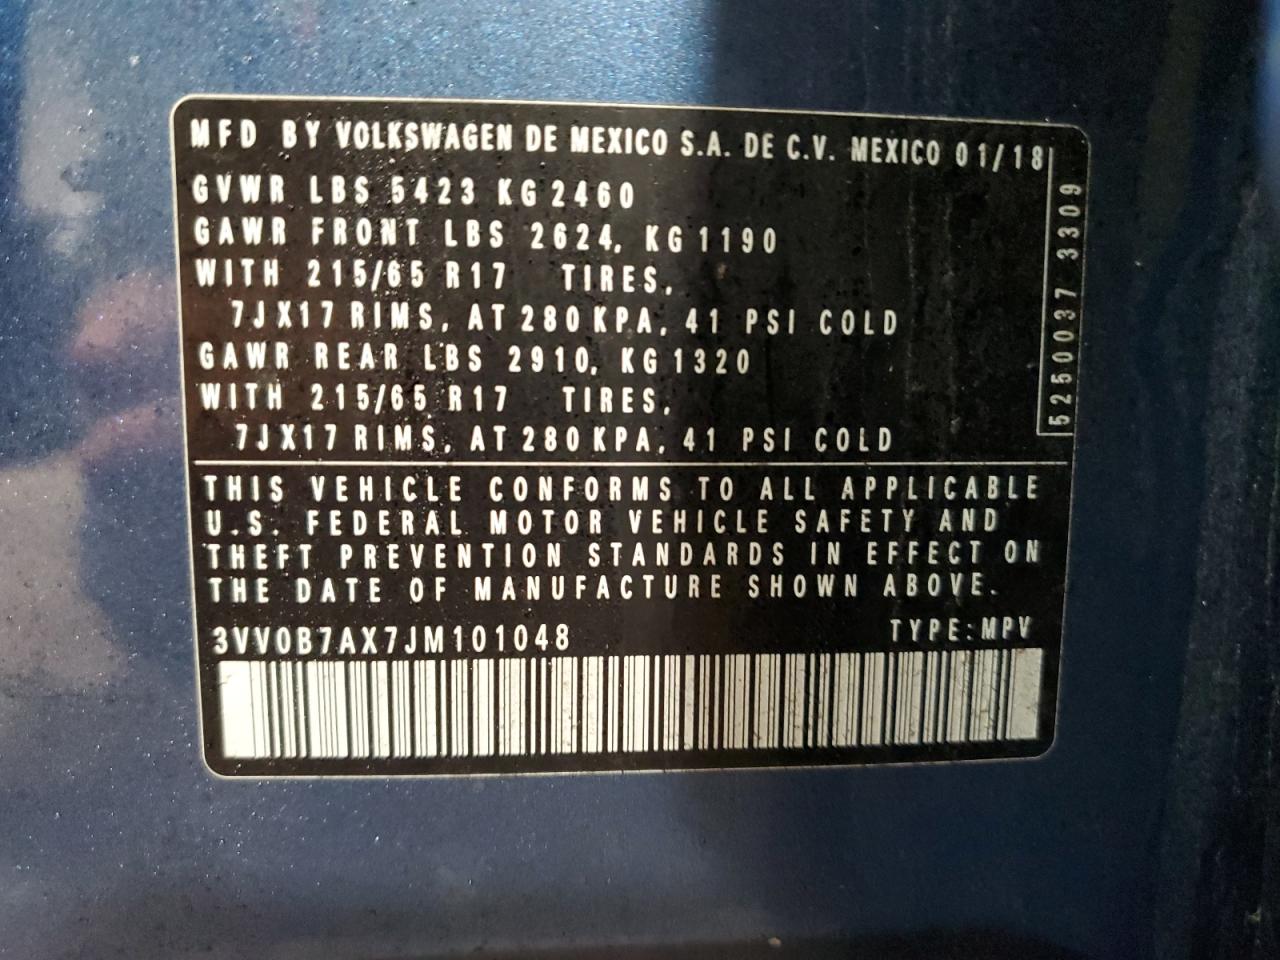 MFD BY VOLKSWAGEN DE MEXICO S.A. DE C.V. MEXICO 01/18
GVWR LBS 5423 KG 2460
GAWR FRONT LBS 2624, KG 1190
WITH 215/65 R17 TIRES,
7JX17 RIMS, AT 280 KPA, 41 PSI COLD
GAWR REAR LBS 2910, KG 1320
WITH 215/65 R17 TIRES,
7JX17 RIMS, AT 280 KPA, 41 PSI COLD
5250037 3309
THIS VEHICLE CONFORMS TO ALL APPLICABLE
U.S. FEDERAL MOTOR VEHICLE SAFETY AND
THEFT PREVENTION STANDARDS IN EFFECT ON
THE DATE OF MANUFACTURE SHOWN ABOVE.
3VV0B7AX7JM101048 TYPE: MPV